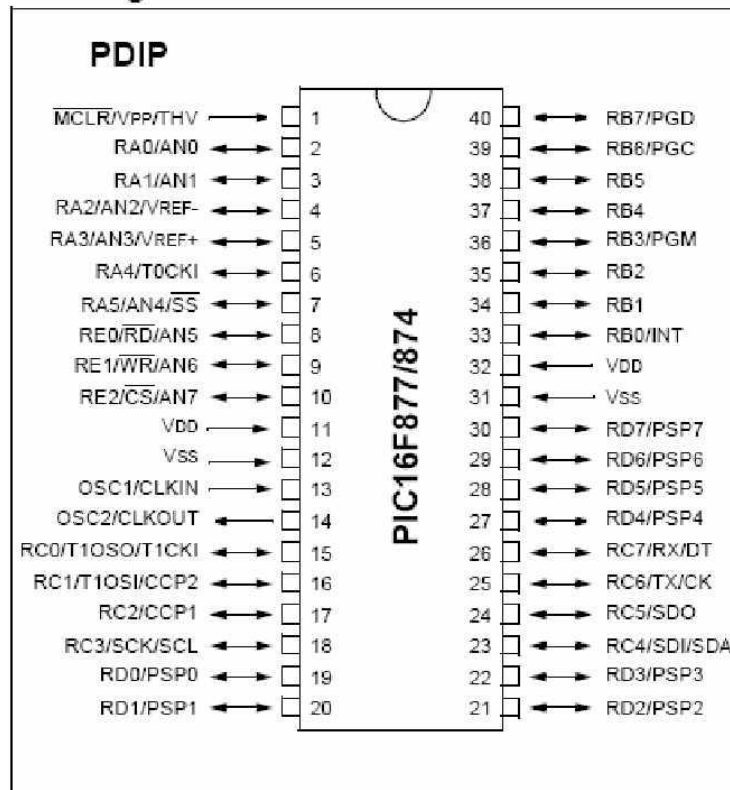 PDIP
MCLR/VPP/THV 1 40 RB7/PGD
RA0/AN0 2 39 RB6/PGC
RA1/AN1 3 38 RB5
RA2/AN2/VREF- 4 37 RB4
RA3/AN3/VREF+ 5 36 RB3/PGM
RA4/T0CKI 6 35 RB2
RA5/AN4/SS 7 34 RB1
RE0/RD/AN5 8 33 RB0/INT
RE1/WR/AN6 9 32 VDD
RE2/CS/AN7 10 31 VSS
VDD 11 30 RD7/PSP7
VSS 12 29 RD6/PSP6
OSC1/CLKIN 13 28 RD5/PSP5
OSC2/CLKOUT 14 27 RD4/PSP4
RC0/T1OSO/T1CKI 15 26 RC7/RX/DT
RC1/T1OSI/CCP2 16 25 RC6/TX/CK
RC2/CCP1 17 24 RC5/SDO
RC3/SCK/SCL 18 23 RC4/SDI/SDA
RD0/PSP0 19 22 RD3/PSP3
RD1/PSP1 20 21 RD2/PSP2
PIC16F877/874